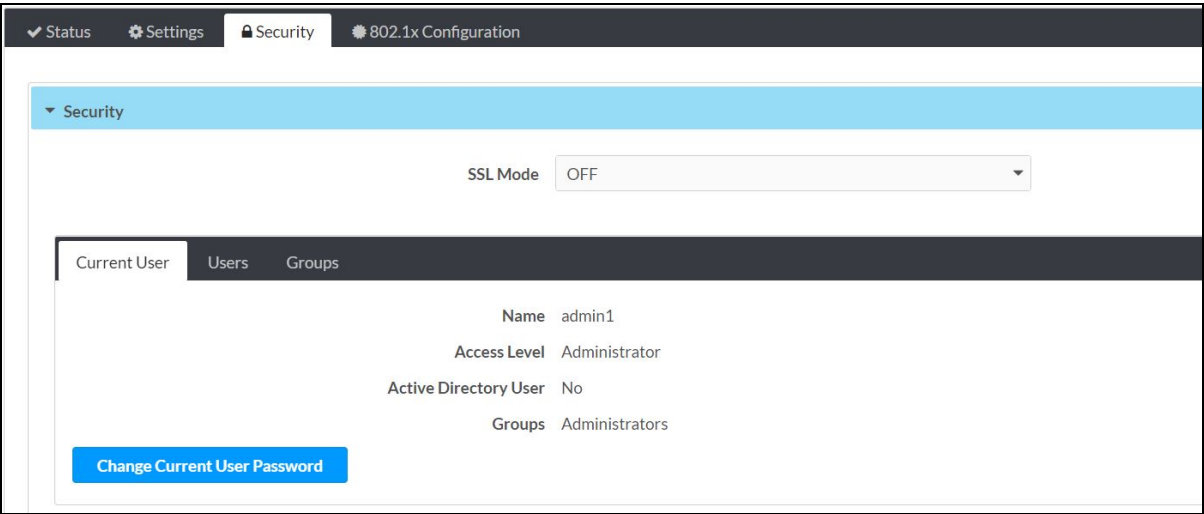 Status Settings Security 802.1x Configuration
Security
SSL Mode OFF
Current User Users Groups
Name admin1
Access Level Administrator
Active Directory User No
Groups Administrators
Change Current User Password